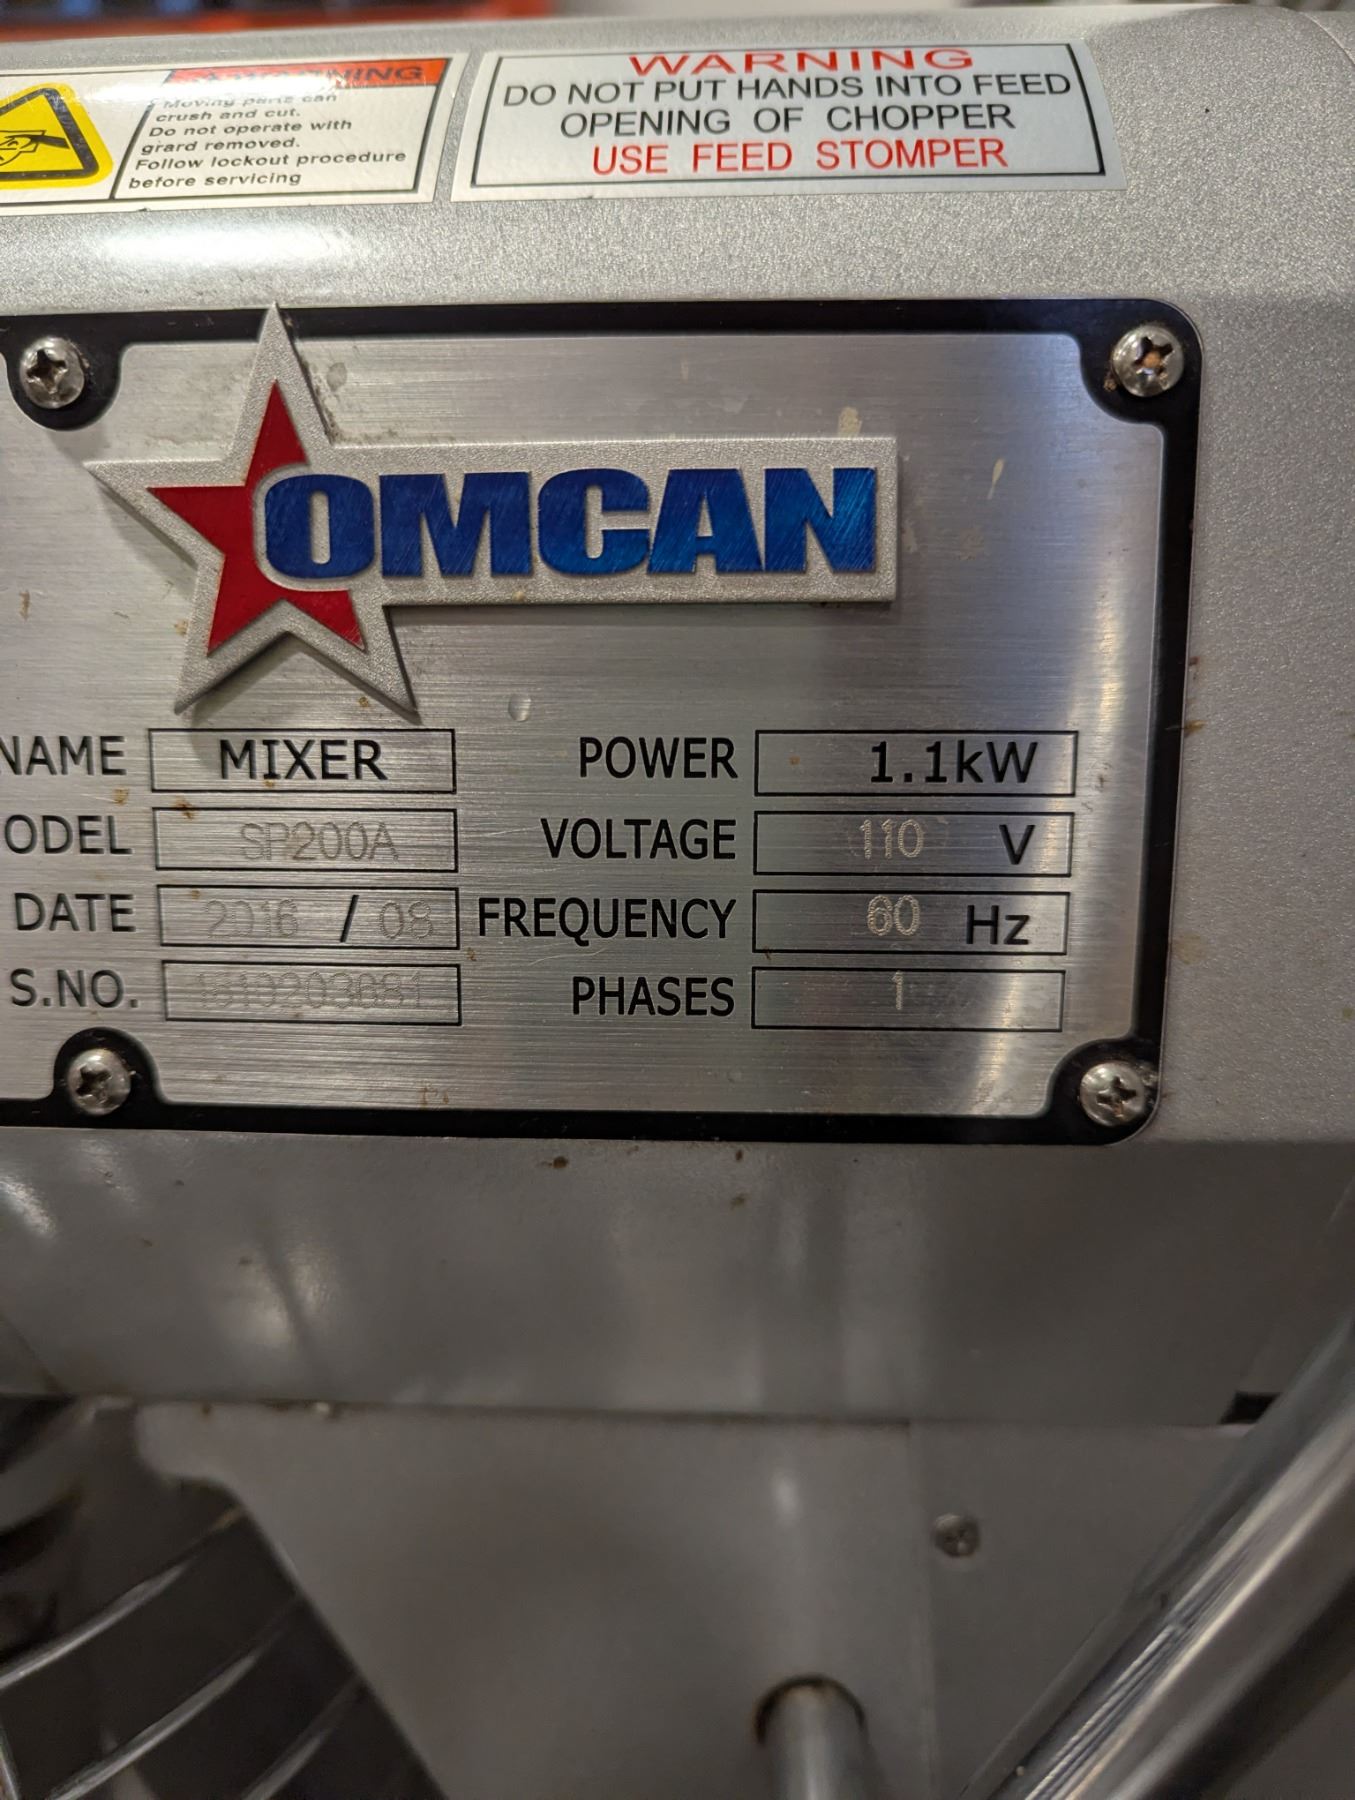 WARNING
Moving parts can
crush and cut.
Do not operate with
grard removed.
Follow lockout procedure
before servicing
WARNING
DO NOT PUT HANDS INTO FEED
OPENING OF CHOPPER
USE FEED STOMPER
OMCAN
NAME MIXER POWER 1.1kW
ODEL SP200A VOLTAGE 110 V
DATE 2016 / 08 FREQUENCY 60 Hz
S.NO. PHASES 1